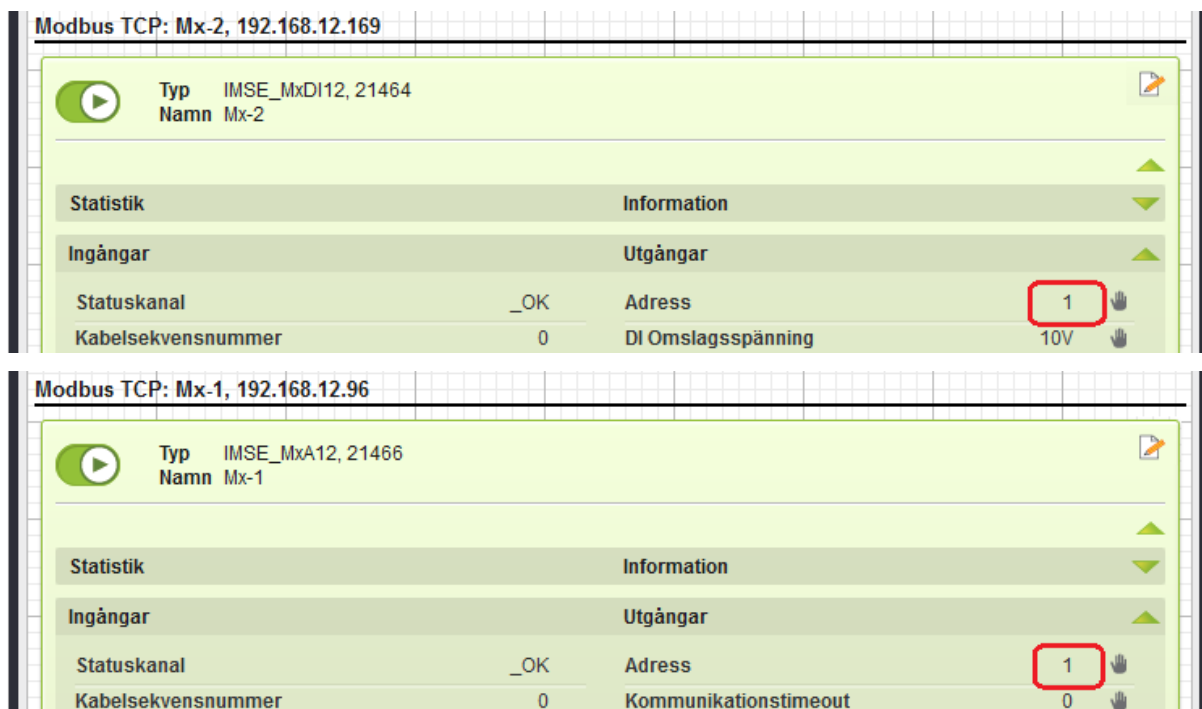 Modbus TCP: Mx-2, 192.168.12.169
Typ IMSE_MxDI12, 21464
Namn Mx-2
Statistik Information
Ingångar Utgångar
Statuskanal _OK Adress 1
Kabelsekvensnummer 0 DI Omslagsspänning 10V
Modbus TCP: Mx-1, 192.168.12.96
Typ IMSE_MxA12, 21466
Namn Mx-1
Statistik Information
Ingångar Utgångar
Statuskanal _OK Adress 1
Kabelsekvensnummer 0 Kommunikationstimeout 0